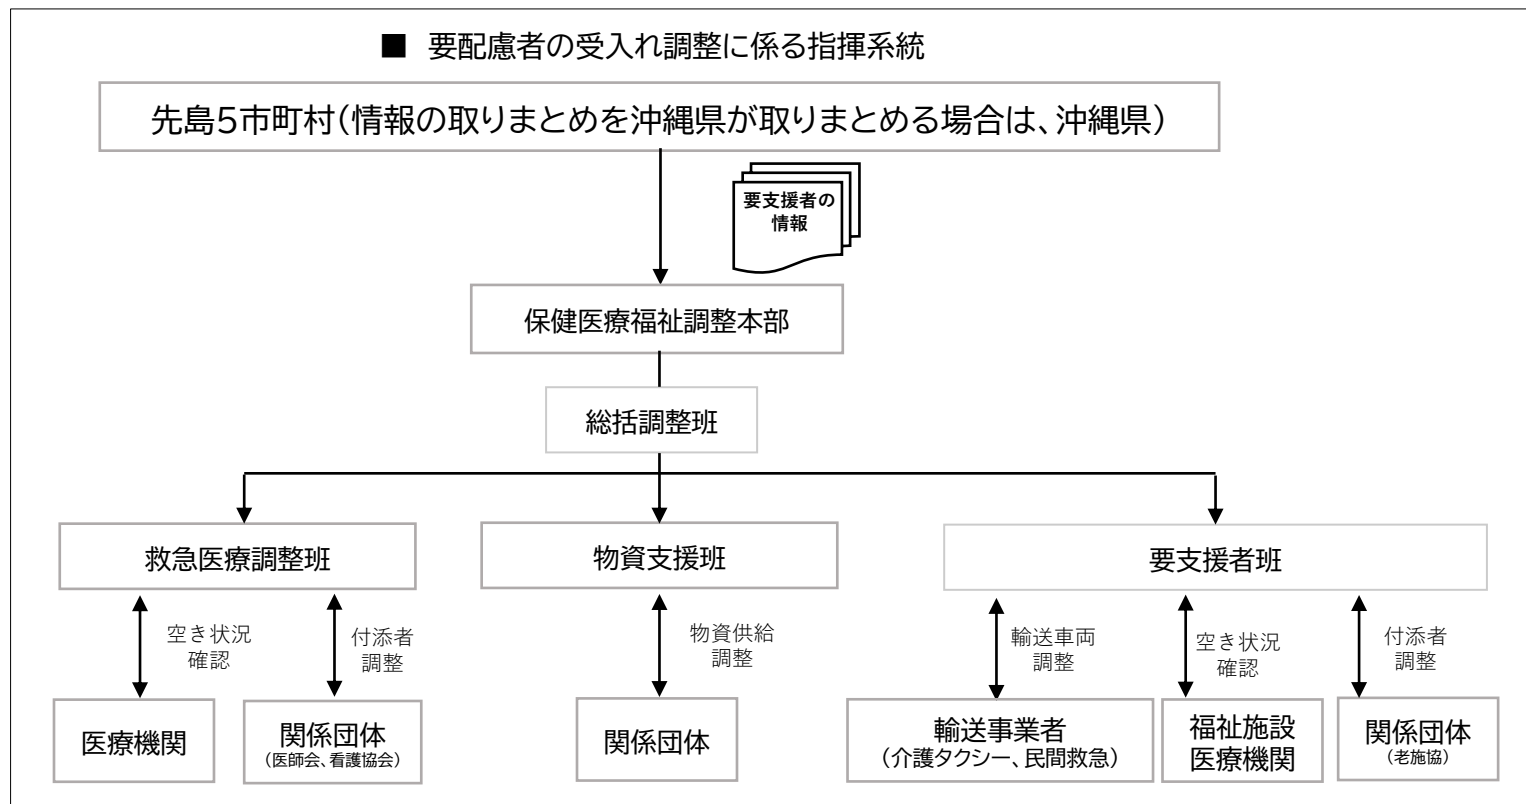 ■ 要配慮者の受入れ調整に係る指揮系統
先島5市町村(情報の取りまとめを沖縄県が取りまとめる場合は、沖縄県)
要支援者の
情報
保健医療福祉調整本部
総括調整班
救急医療調整班
物資支援班
要支援者班
空き状況
確認
付添者
調整
物資供給
調整
輸送車両
調整
空き状況
確認
付添者
調整
医療機関
関係団体
(医師会、看護協会)
関係団体
輸送事業者
(介護タクシー、民間救急)
福祉施設
医療機関
関係団体
(老施協)